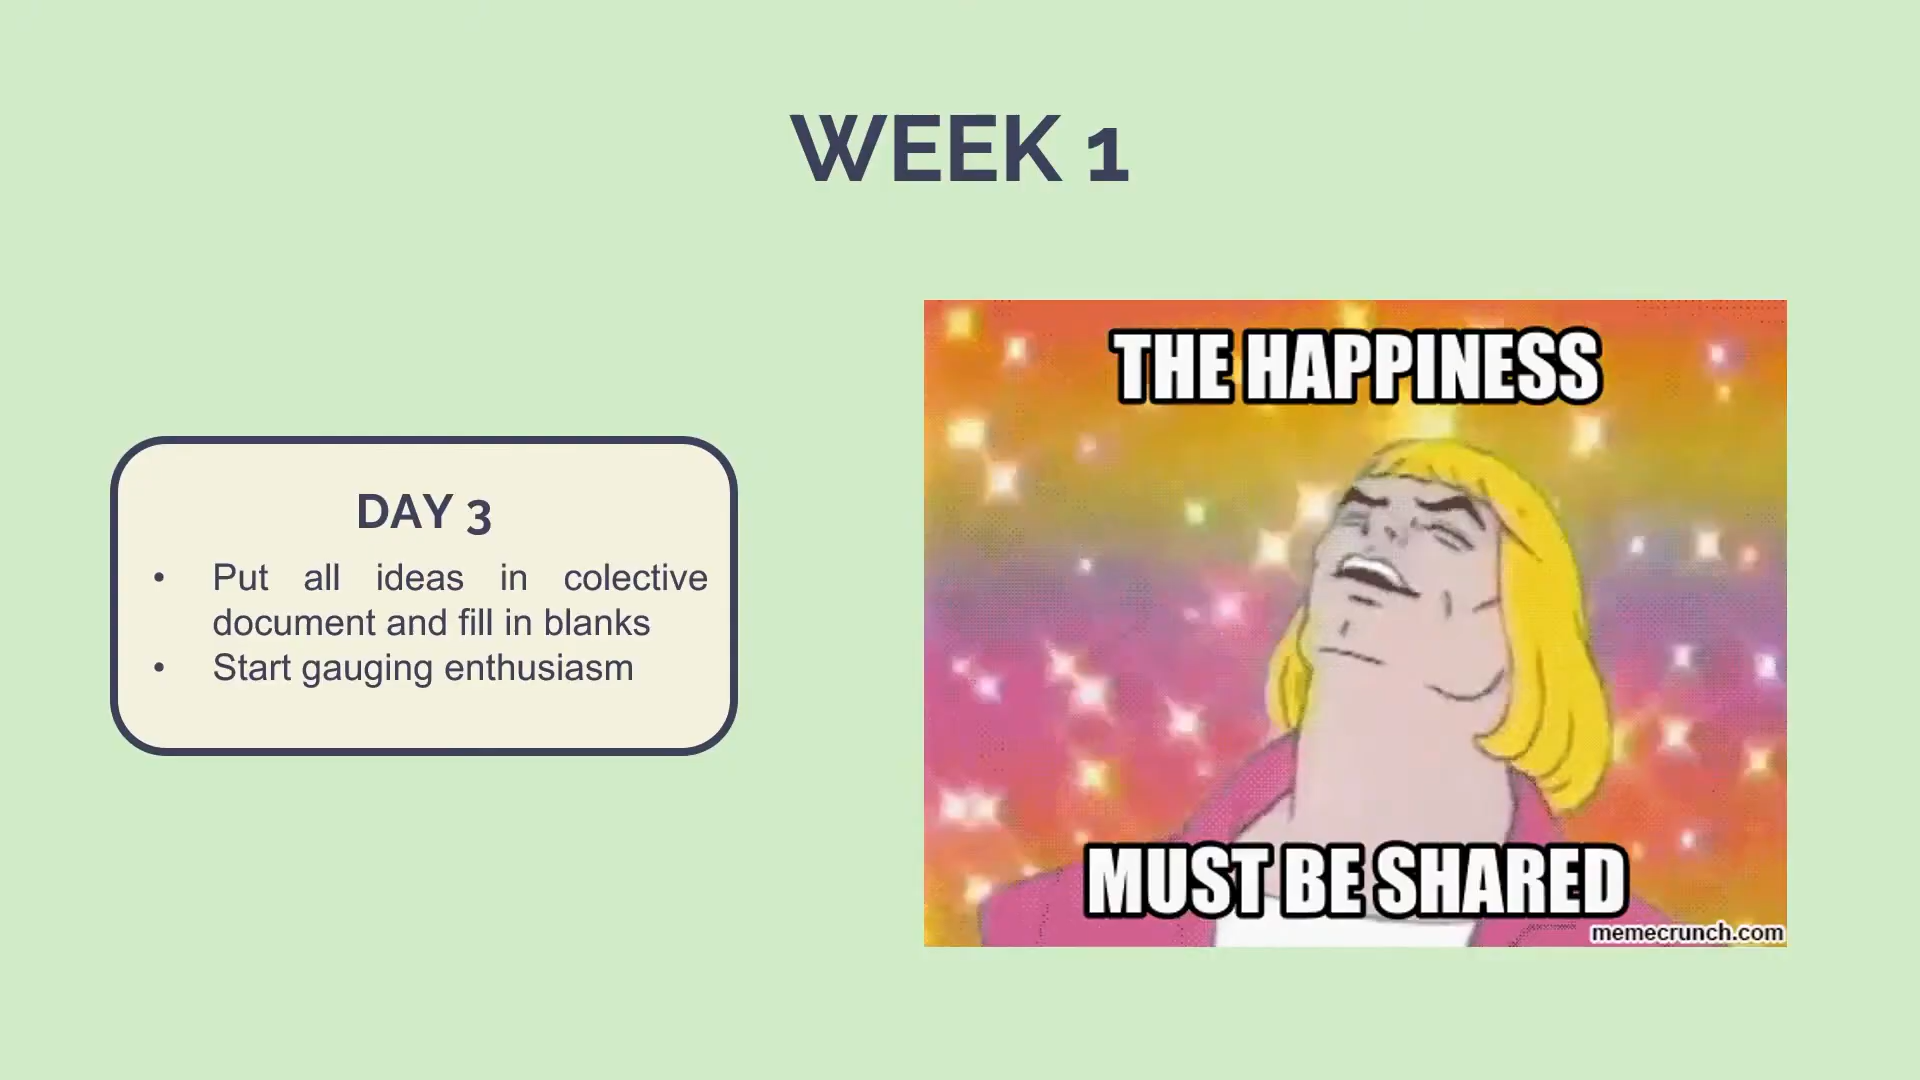 WEEK 1
DAY 3
• Put all ideas in colective
document and fill in blanks
• Start gauging enthusiasm
THE HAPPINESS
MUST BE SHARED
memecrunch.com